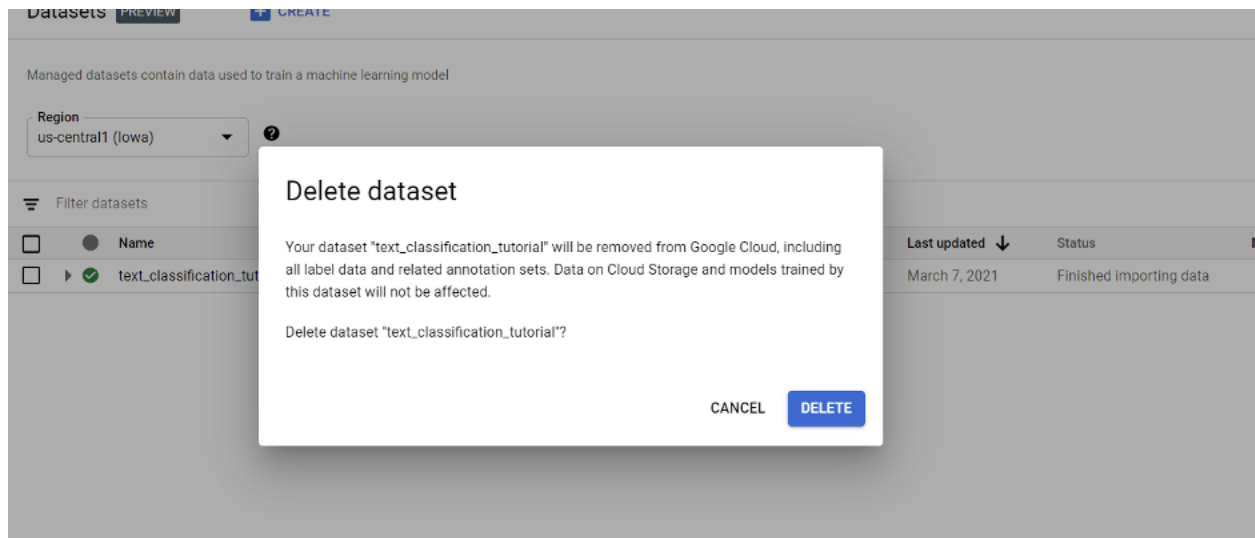 Datasets PREVIEW CREATE
Managed datasets contain data used to train a machine learning model
Region
us-central1 (Iowa)
Filter datasets
Name Last updated Status
text_classification_tut March 7, 2021 Finished importing data
Delete dataset
Your dataset "text_classification_tutorial" will be removed from Google Cloud, including
all label data and related annotation sets. Data on Cloud Storage and models trained by
this dataset will not be affected.
Delete dataset "text_classification_tutorial"?
CANCEL DELETE